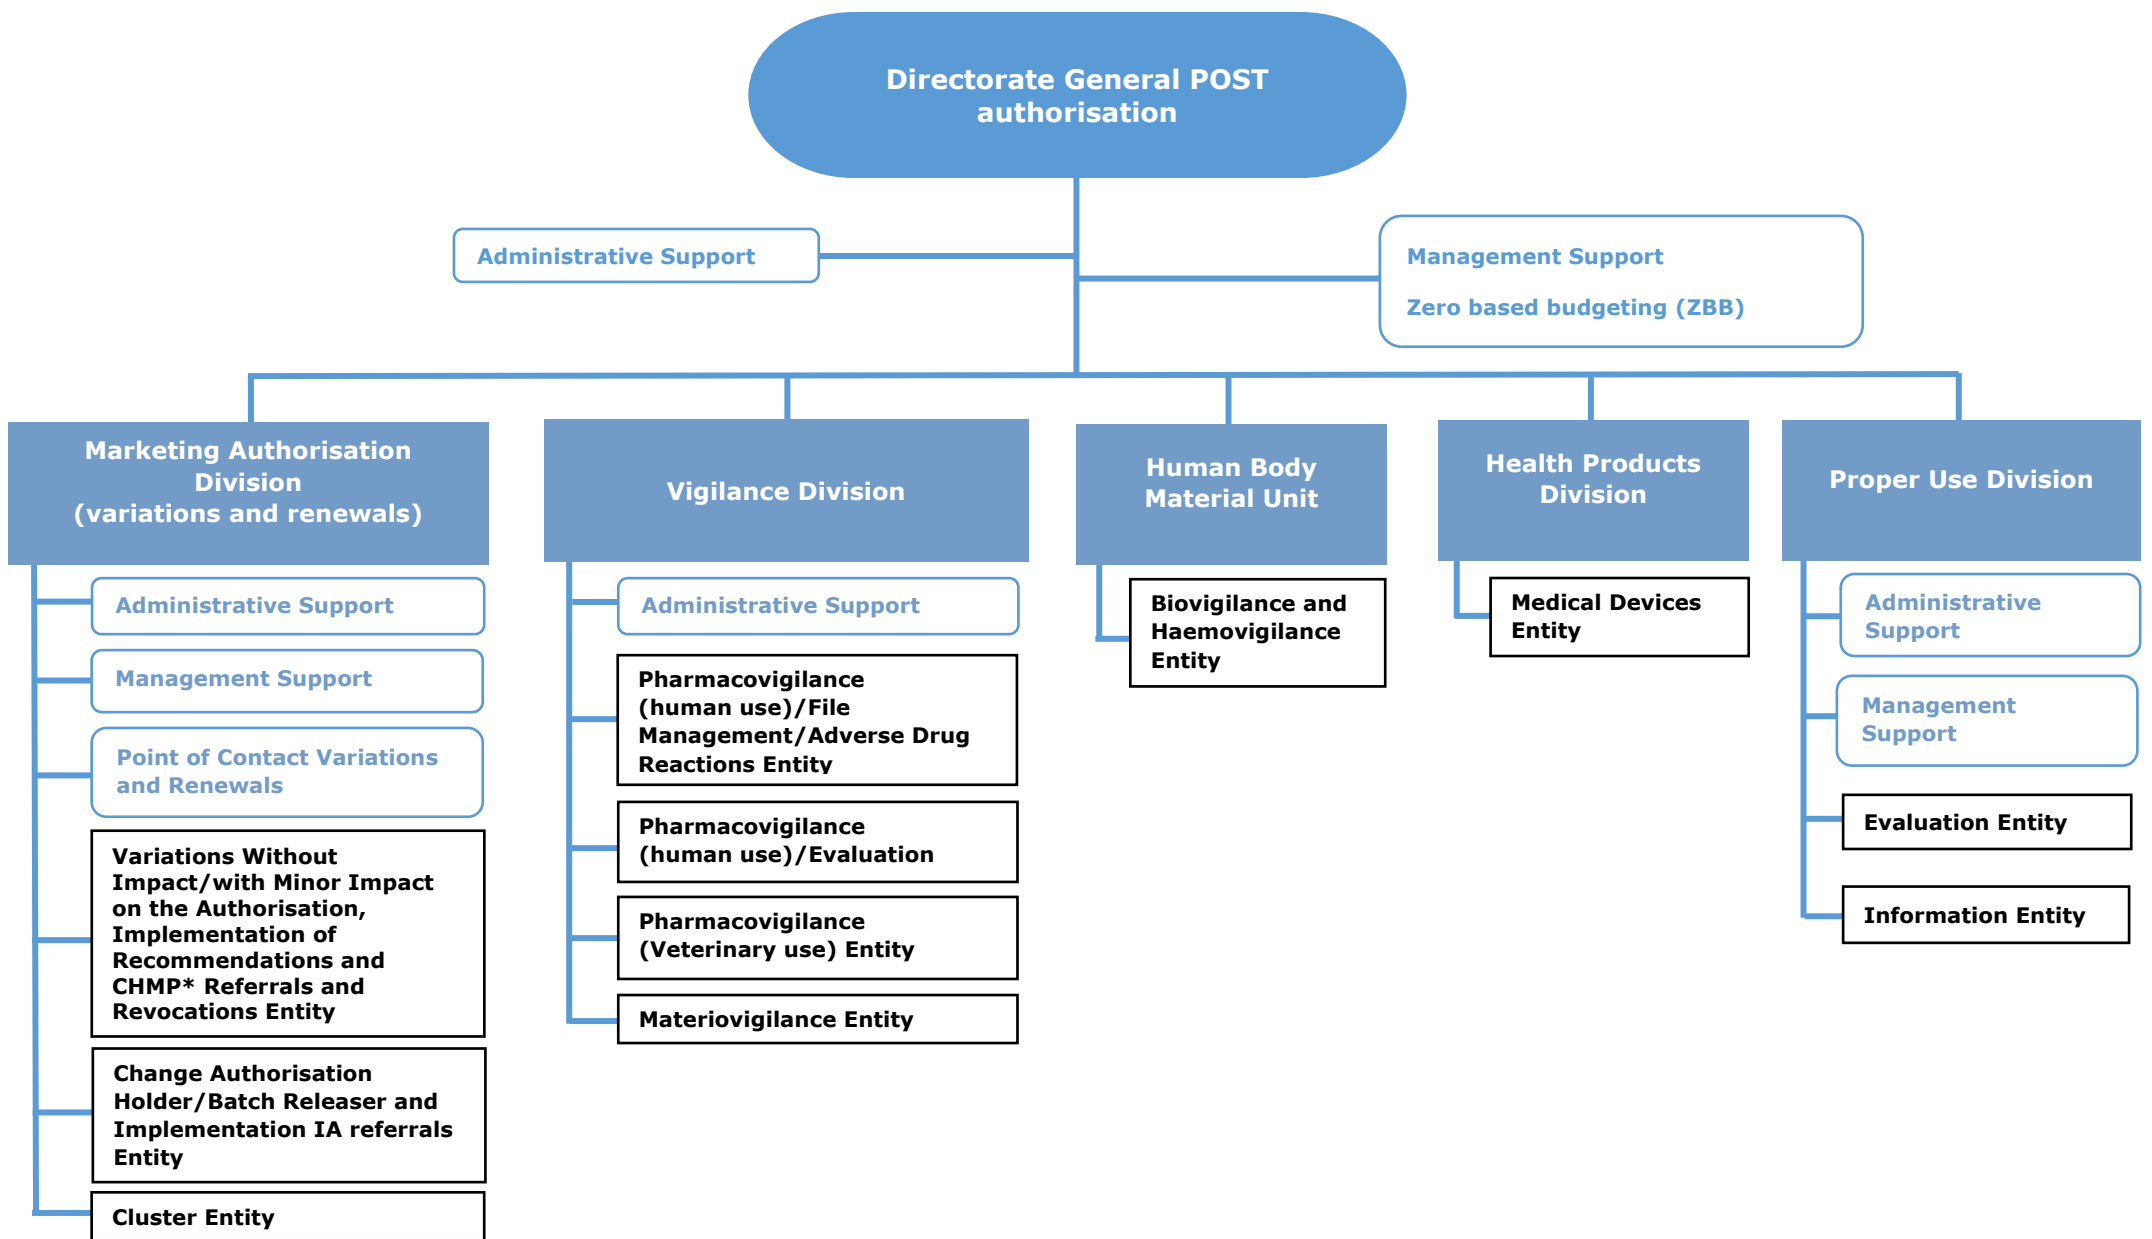 Directorate General POST
authorisation
Administrative Support
Management Support
Zero based budgeting (ZBB)
Marketing Authorisation
Division
(variations and renewals)
Administrative Support
Management Support
Point of Contact Variations
and Renewals
Variations Without
Impact/with Minor Impact
on the Authorisation,
Implementation of
Recommendations and
CHMP* Referrals and
Revocations Entity
Change Authorisation
Holder/Batch Releaser and
Implementation IA referrals
Entity
Cluster Entity
Vigilance Division
Administrative Support
Pharmacovigilance
(human use)/File
Management/Adverse Drug
Reactions Entity
Pharmacovigilance
(human use)/Evaluation
Pharmacovigilance
(Veterinary use) Entity
Materiovigilance Entity
Human Body
Material Unit
Biovigilance and
Haemovigilance
Entity
Health Products
Division
Medical Devices
Entity
Proper Use Division
Administrative
Support
Management
Support
Evaluation Entity
Information Entity